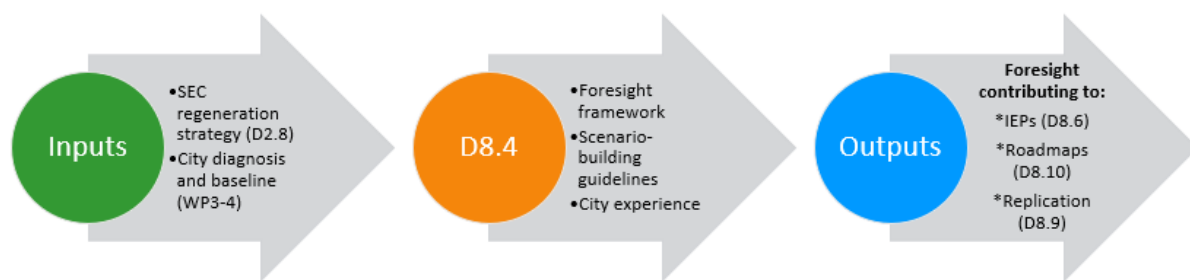 Inputs
•SEC
regeneration
strategy (D2.8)
•City diagnosis
and baseline
(WP3-4)
D8.4
•Foresight
framework
•Scenario-
building
guidelines
•City experience
Outputs
Foresight
contributing to:
*IEPs (D8.6)
*Roadmaps
(D8.10)
*Replication
(D8.9)